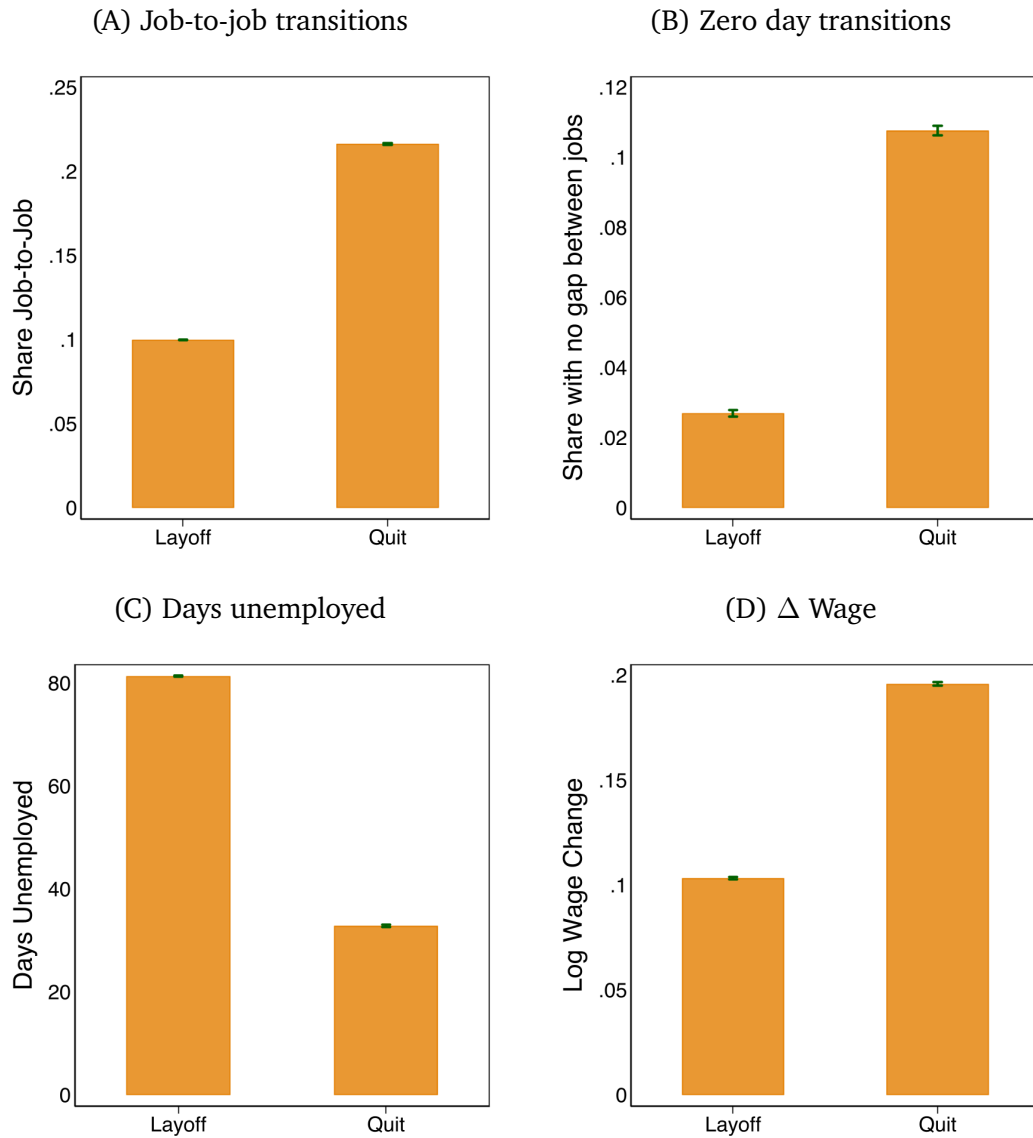 (A) Job-to-job transitions
Share Job-to-Job
.25
.2
.15
.1
.05
0
Layoff Quit
(B) Zero day transitions
Share with no gap between jobs
.12
.1
.08
.06
.04
.02
0
Layoff Quit
(C) Days unemployed
Days Unemployed
80
60
40
20
0
Layoff Quit
(D) Δ Wage
Log Wage Change
.2
.15
.1
.05
0
Layoff Quit